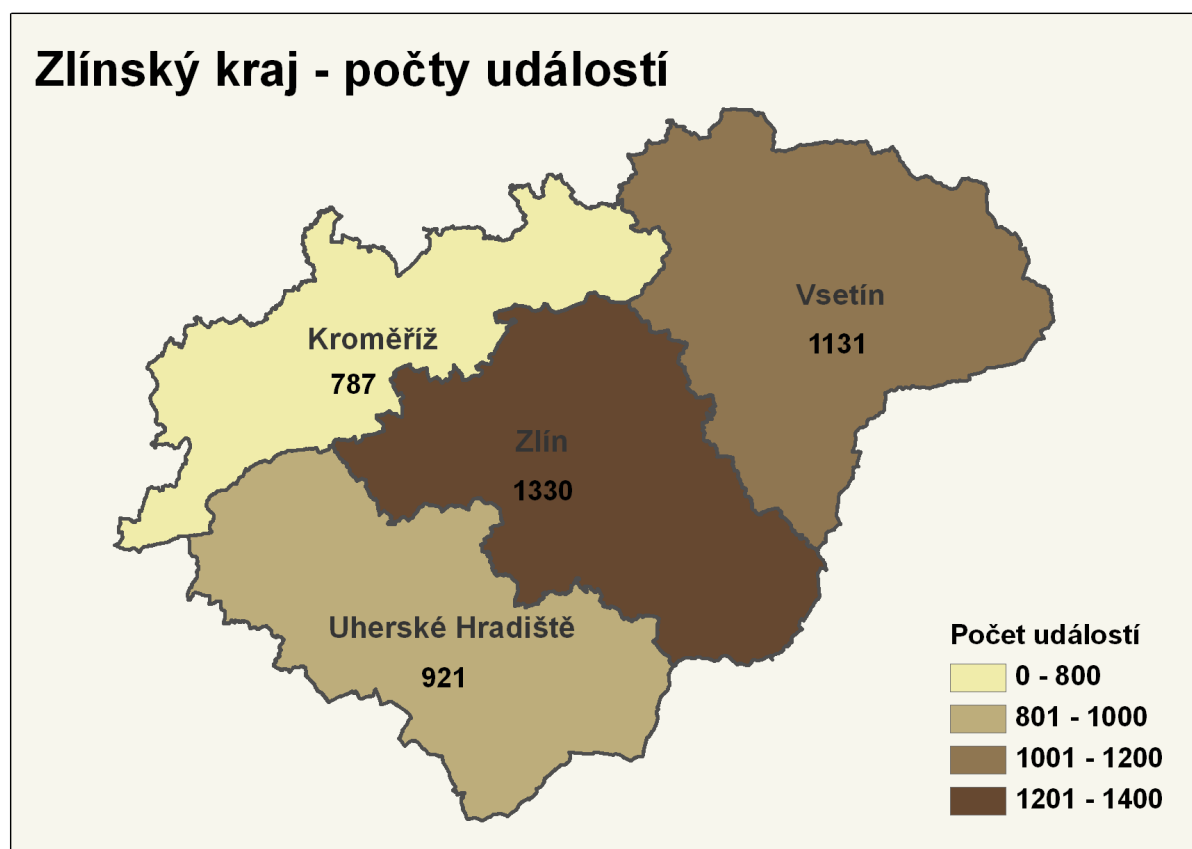 Zlínský kraj - počty událostí
Vsetín
1131
Kroměříž
787
Zlín
1330
Uherské Hradiště
921
Počet událostí
0 - 800
801 - 1000
1001 - 1200
1201 - 1400